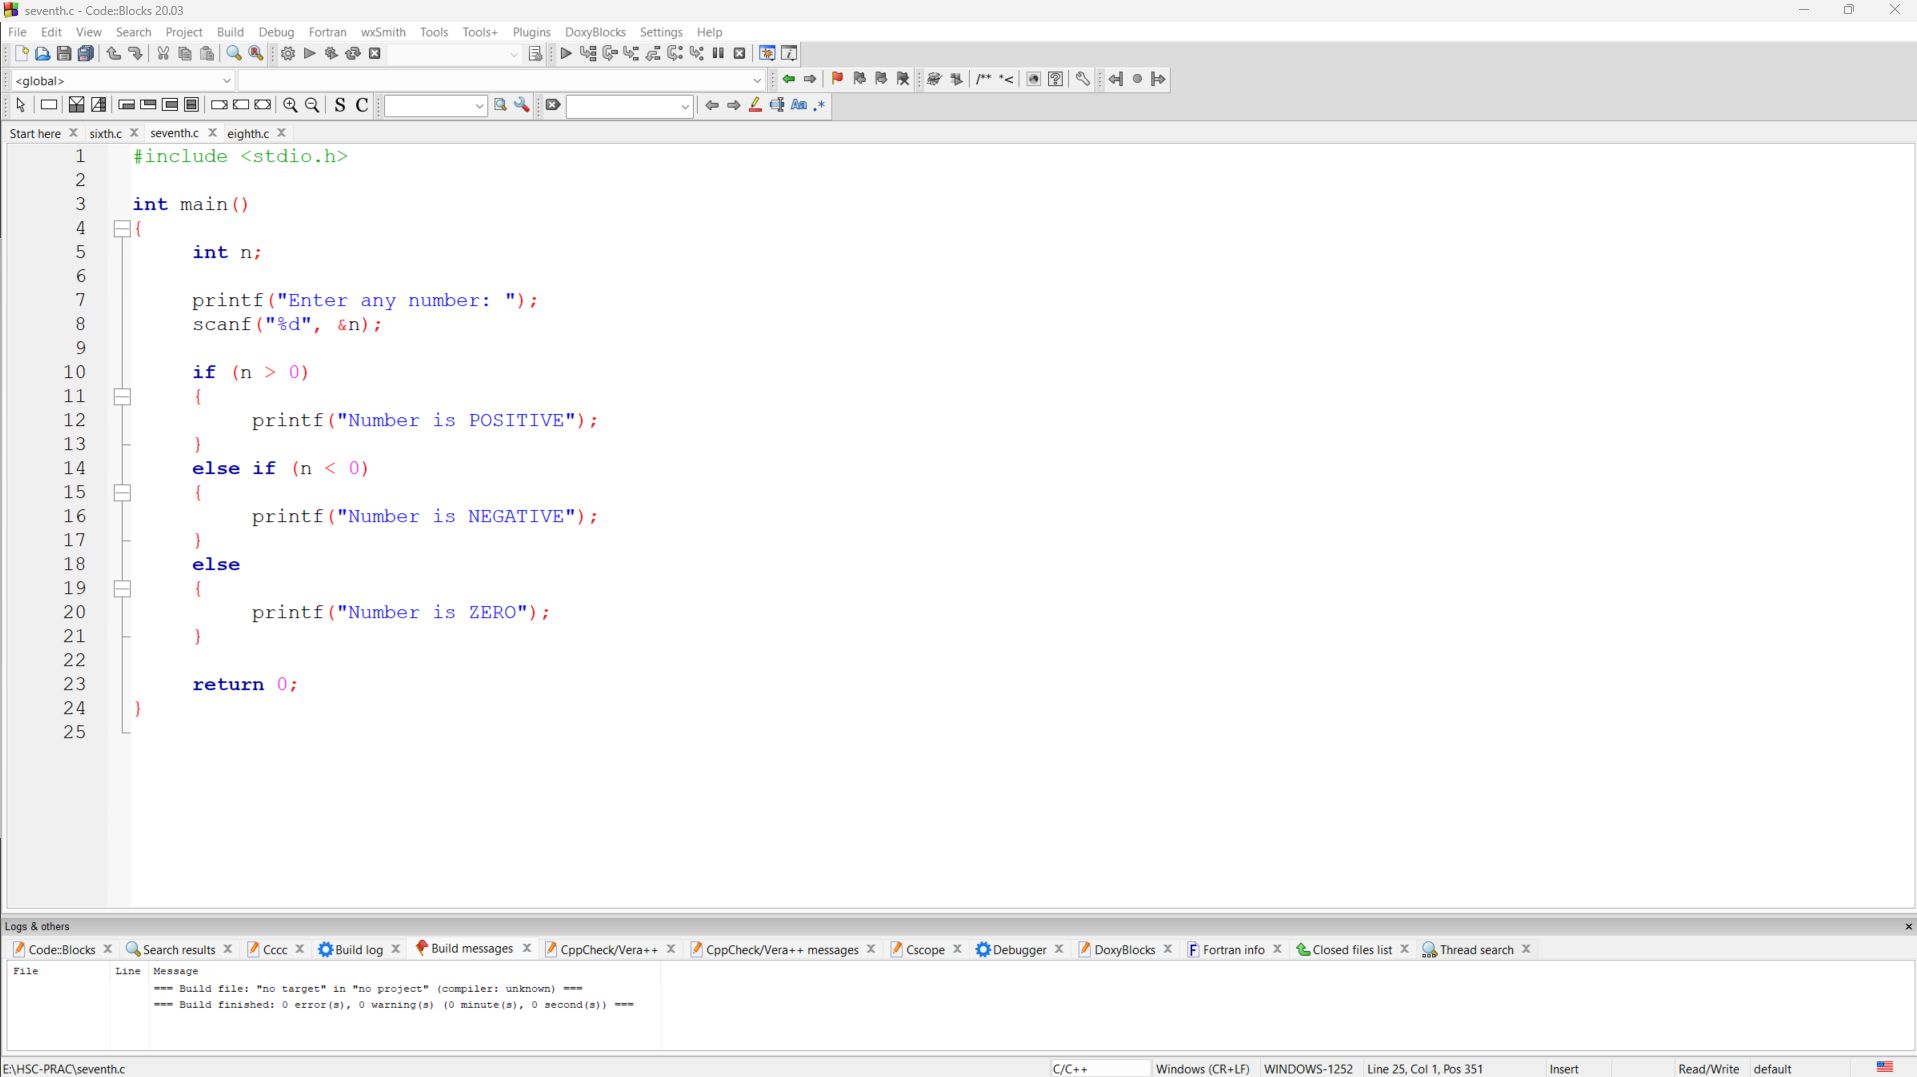 seventh.c - Code::Blocks 20.03
File Edit View Search Project Build Debug Fortran wxSmith Tools Tools+ Plugins DoxyBlocks Settings Help
<global>
/** *<
S C
Aa .*
Start here sixth.c seventh.c eighth.c
1 #include <stdio.h>
2
3 int main()
4 {
5 int n;
6
7 printf("Enter any number: ");
8 scanf("%d", &n);
9
10 if (n > 0)
11 {
12 printf("Number is POSITIVE");
13 }
14 else if (n < 0)
15 {
16 printf("Number is NEGATIVE");
17 }
18 else
19 {
20 printf("Number is ZERO");
21 }
22
23 return 0;
24 }
25
Logs & others
Code::Blocks Search results Cccc Build log Build messages CppCheck/Vera++ CppCheck/Vera++ messages Cscope Debugger DoxyBlocks Fortran info Closed files list Thread search
File Line Message
=== Build file: "no target" in "no project" (compiler: unknown) ===
=== Build finished: 0 error(s), 0 warning(s) (0 minute(s), 0 second(s)) ===
E:\HSC-PRAC\seventh.c C/C++ Windows (CR+LF) WINDOWS-1252 Line 25, Col 1, Pos 351 Insert Read/Write default